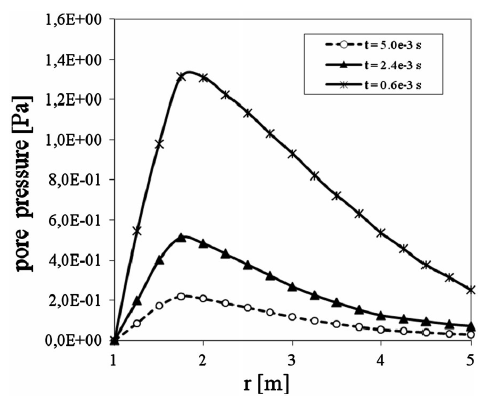 1,6E+00
1,4E+00
1,2E+00
1,0E+00
8,0E-01
6,0E-01
4,0E-01
2,0E-01
0,0E+00
pore pressure [Pa]
t = 5.0e-3 s
t = 2.4e-3 s
t = 0.6e-3 s
1 2 3 4 5
r [m]